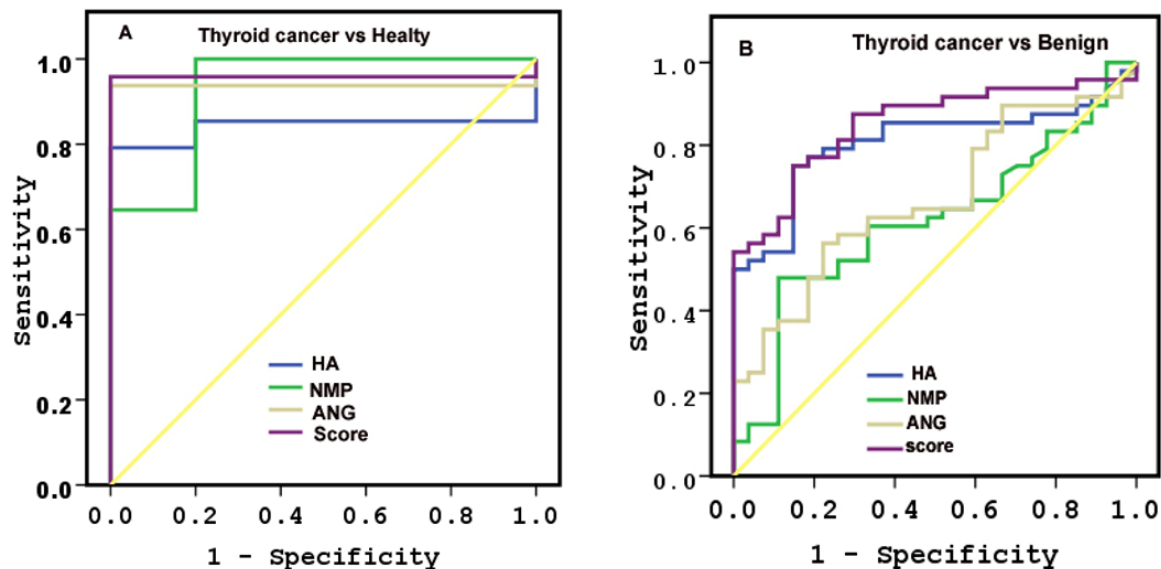 A
Thyroid cancer vs Healty
1.0
0.8
0.6
0.4
0.2
0.0
Sensitivity
HA
NMP
ANG
Score
0.0 0.2 0.4 0.6 0.8 1.0
1 - Specificity
B
Thyroid cancer vs Benign
1.0
0.8
0.6
0.4
0.2
0.0
Sensitivity
HA
NMP
ANG
score
0.0 0.2 0.4 0.6 0.8 1.0
1 - Specificity